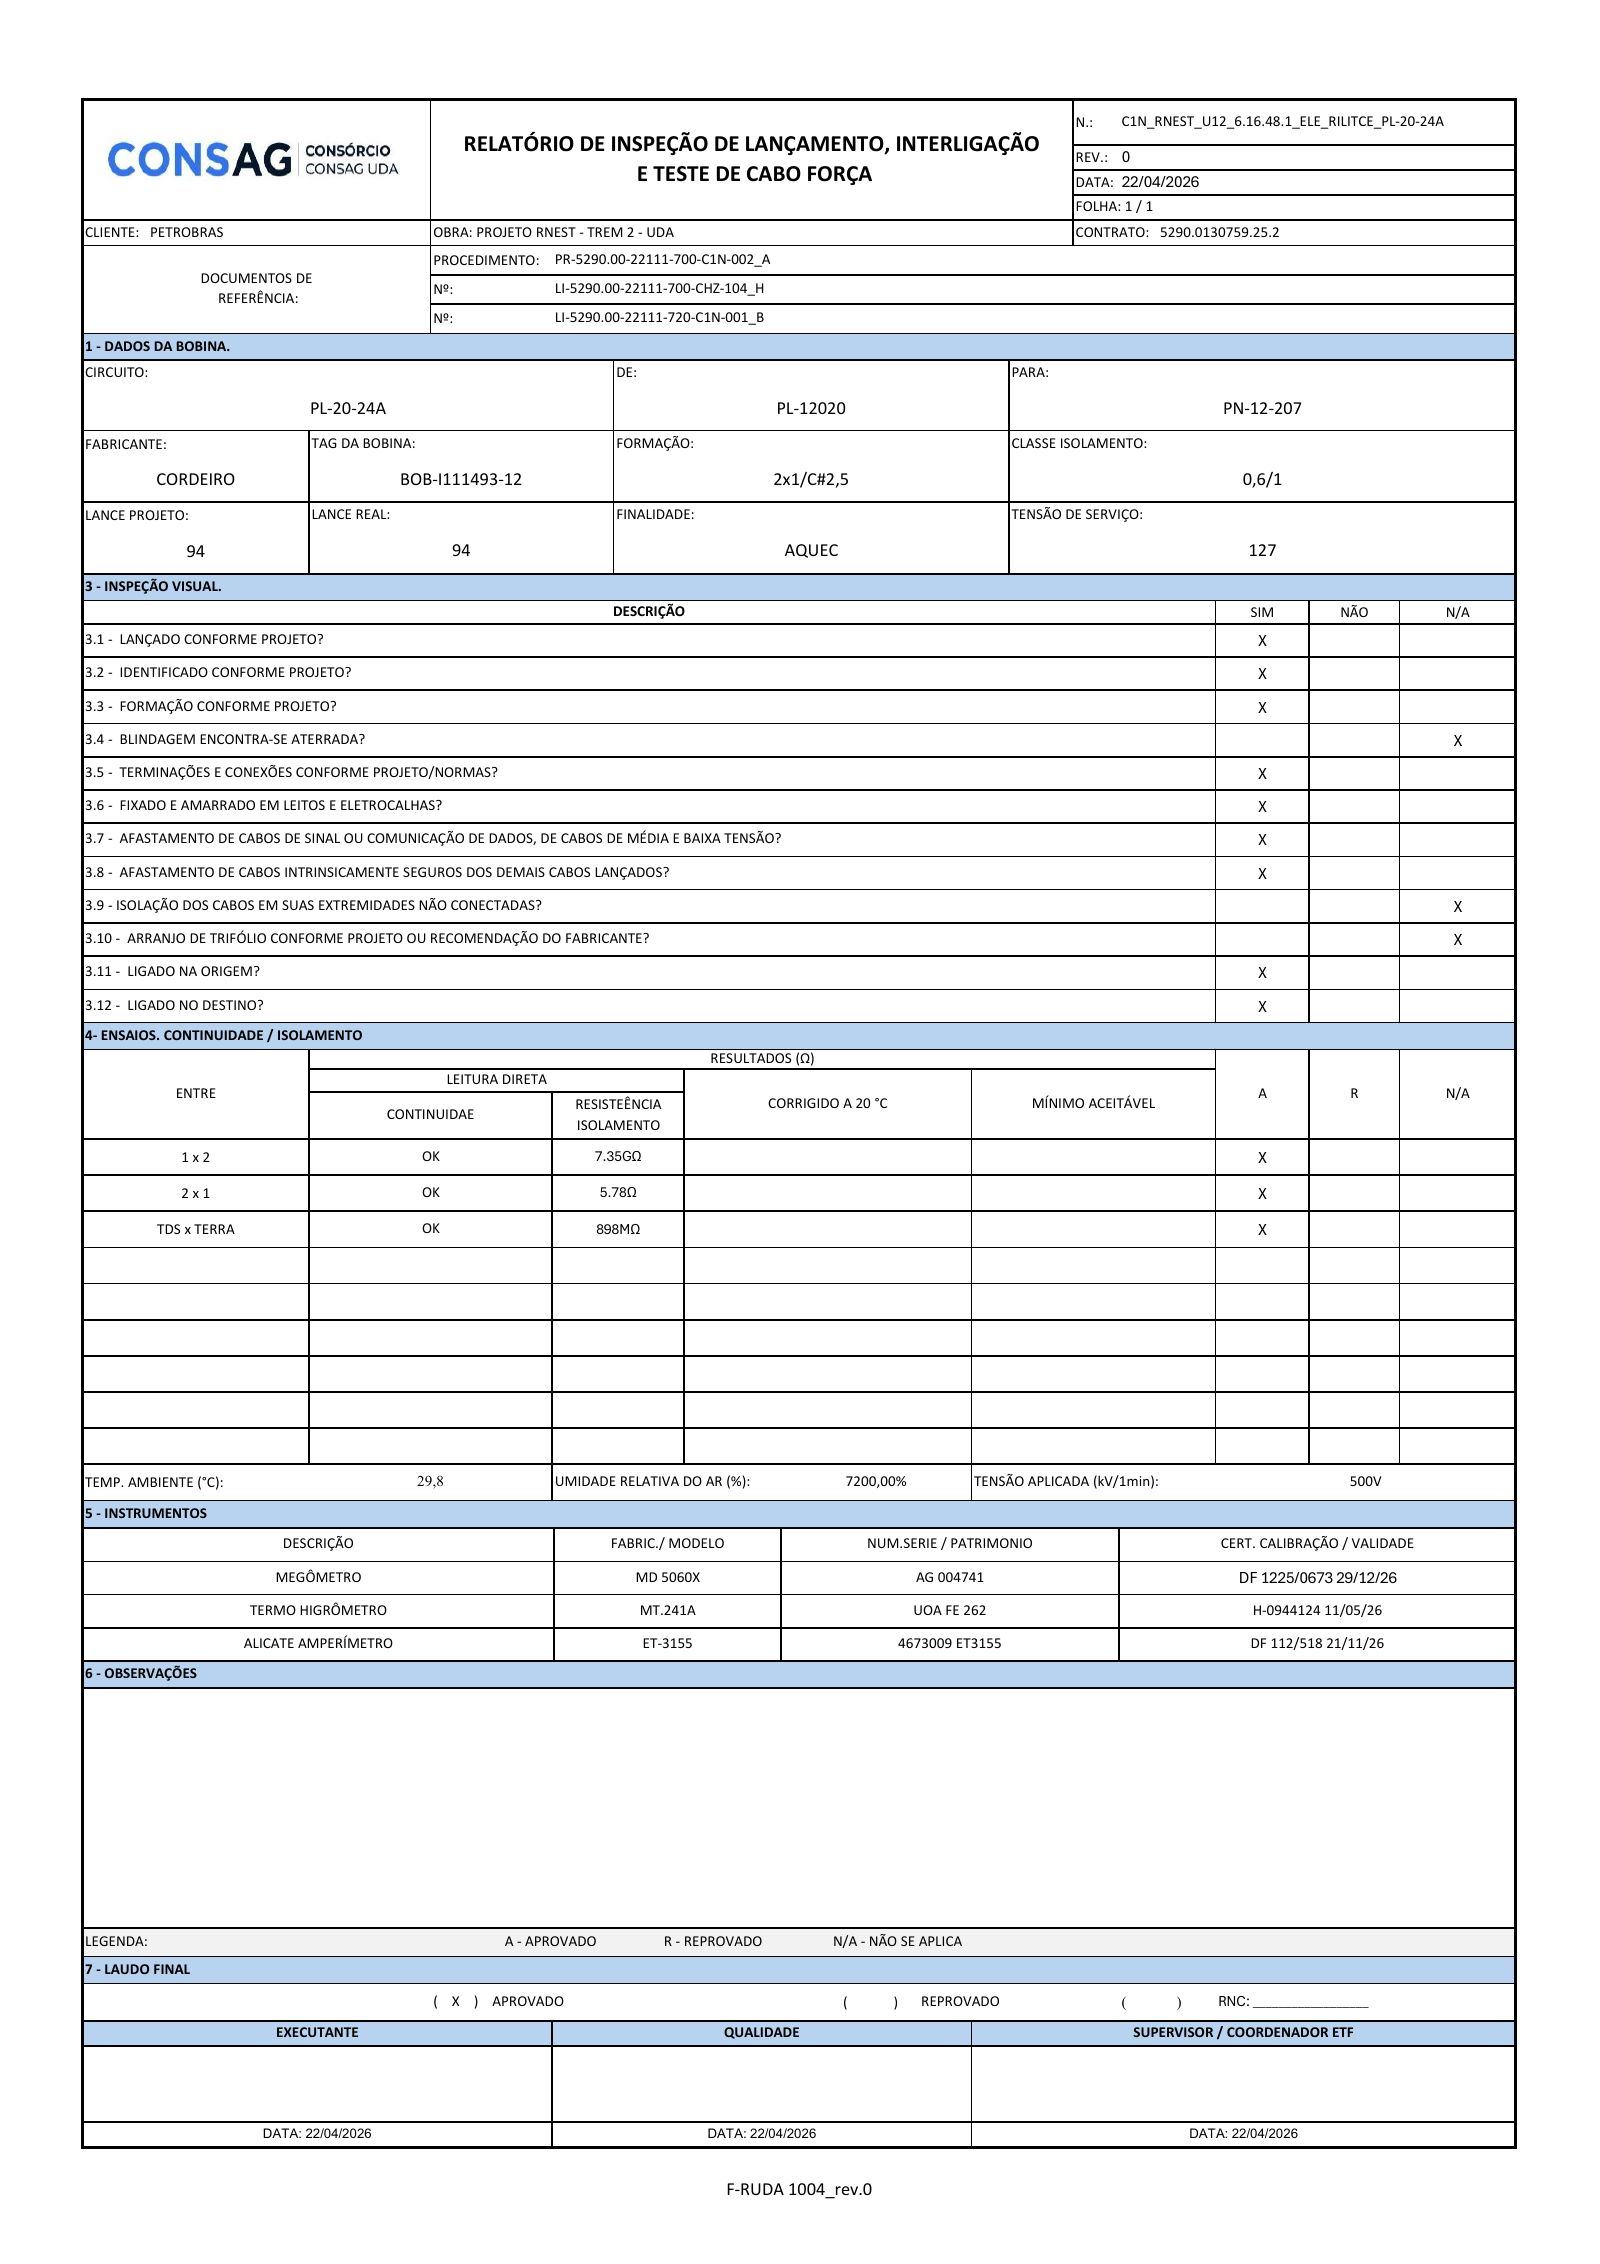 CONSAG CONSÓRCIO CONSAG UDA
RELATÓRIO DE INSPEÇÃO DE LANÇAMENTO, INTERLIGAÇÃO
E TESTE DE CABO FORÇA
N.: C1N_RNEST_U12_6.16.48.1_ELE_RILITCE_PL-20-24A
REV.: 0
DATA: 22/04/2026
FOLHA: 1 / 1
CLIENTE: PETROBRAS OBRA: PROJETO RNEST - TREM 2 - UDA CONTRATO: 5290.0130759.25.2
DOCUMENTOS DE
REFERÊNCIA:
PROCEDIMENTO: PR-5290.00-22111-700-C1N-002_A
Nº: LI-5290.00-22111-700-CHZ-104_H
Nº: LI-5290.00-22111-720-C1N-001_B
1 - DADOS DA BOBINA.
CIRCUITO: DE: PARA:
PL-20-24A PL-12020 PN-12-207
FABRICANTE: TAG DA BOBINA: FORMAÇÃO: CLASSE ISOLAMENTO:
CORDEIRO BOB-I111493-12 2x1/C#2,5 0,6/1
LANCE PROJETO: LANCE REAL: FINALIDADE: TENSÃO DE SERVIÇO:
94 94 AQUEC 127
3 - INSPEÇÃO VISUAL.
DESCRIÇÃO SIM NÃO N/A
3.1 - LANÇADO CONFORME PROJETO? X
3.2 - IDENTIFICADO CONFORME PROJETO? X
3.3 - FORMAÇÃO CONFORME PROJETO? X
3.4 - BLINDAGEM ENCONTRA-SE ATERRADA? X
3.5 - TERMINAÇÕES E CONEXÕES CONFORME PROJETO/NORMAS? X
3.6 - FIXADO E AMARRADO EM LEITOS E ELETROCALHAS? X
3.7 - AFASTAMENTO DE CABOS DE SINAL OU COMUNICAÇÃO DE DADOS, DE CABOS DE MÉDIA E BAIXA TENSÃO? X
3.8 - AFASTAMENTO DE CABOS INTRINSICAMENTE SEGUROS DOS DEMAIS CABOS LANÇADOS? X
3.9 - ISOLAÇÃO DOS CABOS EM SUAS EXTREMIDADES NÃO CONECTADAS? X
3.10 - ARRANJO DE TRIFÓLIO CONFORME PROJETO OU RECOMENDAÇÃO DO FABRICANTE? X
3.11 - LIGADO NA ORIGEM? X
3.12 - LIGADO NO DESTINO? X
4- ENSAIOS. CONTINUIDADE / ISOLAMENTO
RESULTADOS (Ω)
LEITURA DIRETA
ENTRE CONTINUIDAE RESISTEÊNCIA ISOLAMENTO CORRIGIDO A 20 °C MÍNIMO ACEITÁVEL A R N/A
1 x 2 OK 7.35GΩ X
2 x 1 OK 5.78Ω X
TDS x TERRA OK 898MΩ X
TEMP. AMBIENTE (°C): 29,8 UMIDADE RELATIVA DO AR (%): 7200,00% TENSÃO APLICADA (kV/1min): 500V
5 - INSTRUMENTOS
DESCRIÇÃO FABRIC./ MODELO NUM.SERIE / PATRIMONIO CERT. CALIBRAÇÃO / VALIDADE
MEGÔMETRO MD 5060X AG 004741 DF 1225/0673 29/12/26
TERMO HIGRÔMETRO MT.241A UOA FE 262 H-0944124 11/05/26
ALICATE AMPERÍMETRO ET-3155 4673009 ET3155 DF 112/518 21/11/26
6 - OBSERVAÇÕES
LEGENDA: A - APROVADO R - REPROVADO N/A - NÃO SE APLICA
7 - LAUDO FINAL
( X ) APROVADO ( ) REPROVADO ( ) RNC: ________________
EXECUTANTE QUALIDADE SUPERVISOR / COORDENADOR ETF
DATA: 22/04/2026 DATA: 22/04/2026 DATA: 22/04/2026
F-RUDA 1004_rev.0